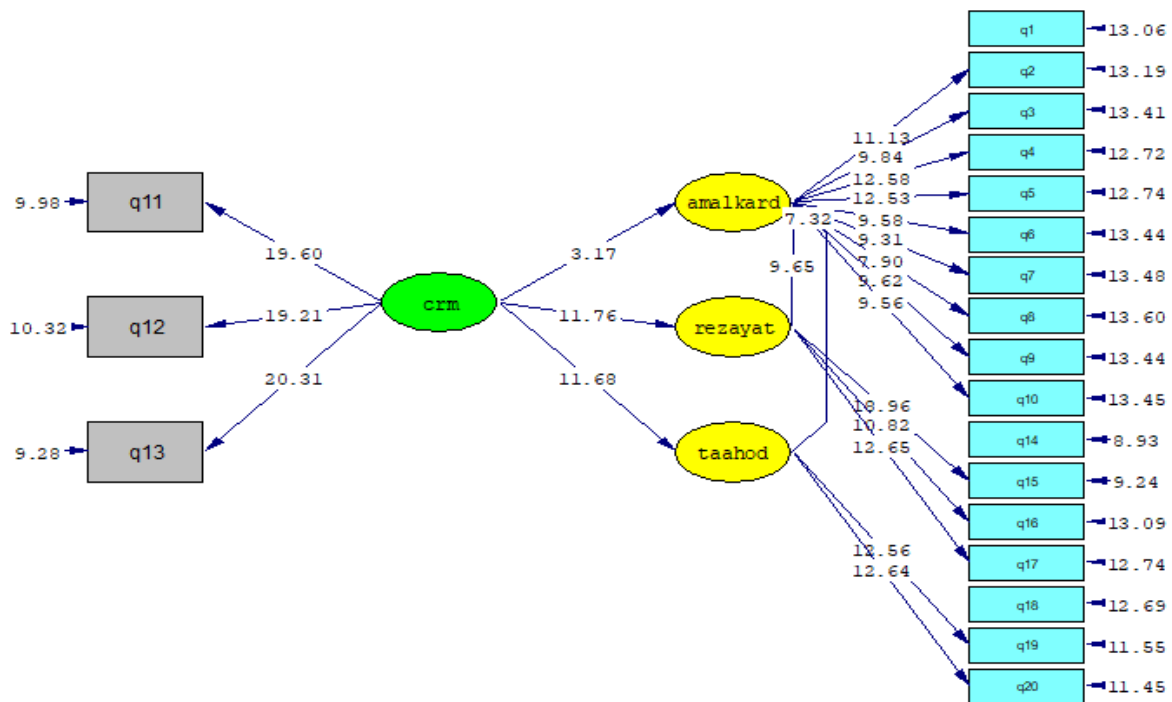 q1 13.06
q2 13.19
q3 13.41
11.13
9.84
q4 12.72
12.58
9.98 q11 amalkard 12.53 q5 12.74
7.32 9.58 q6 13.44
19.60 3.17 9.31
9.65 7.90 q7 13.48
9.62
crm 9.56 q8 13.60
10.32 q12 19.21 11.76 rezayat
q9 13.44
20.31 11.68
q10 13.45
18.96
10.82
12.65 q14 8.93
9.28 q13 taahod
q15 9.24
q16 13.09
12.56
12.64 q17 12.74
q18 12.69
q19 11.55
q20 11.45